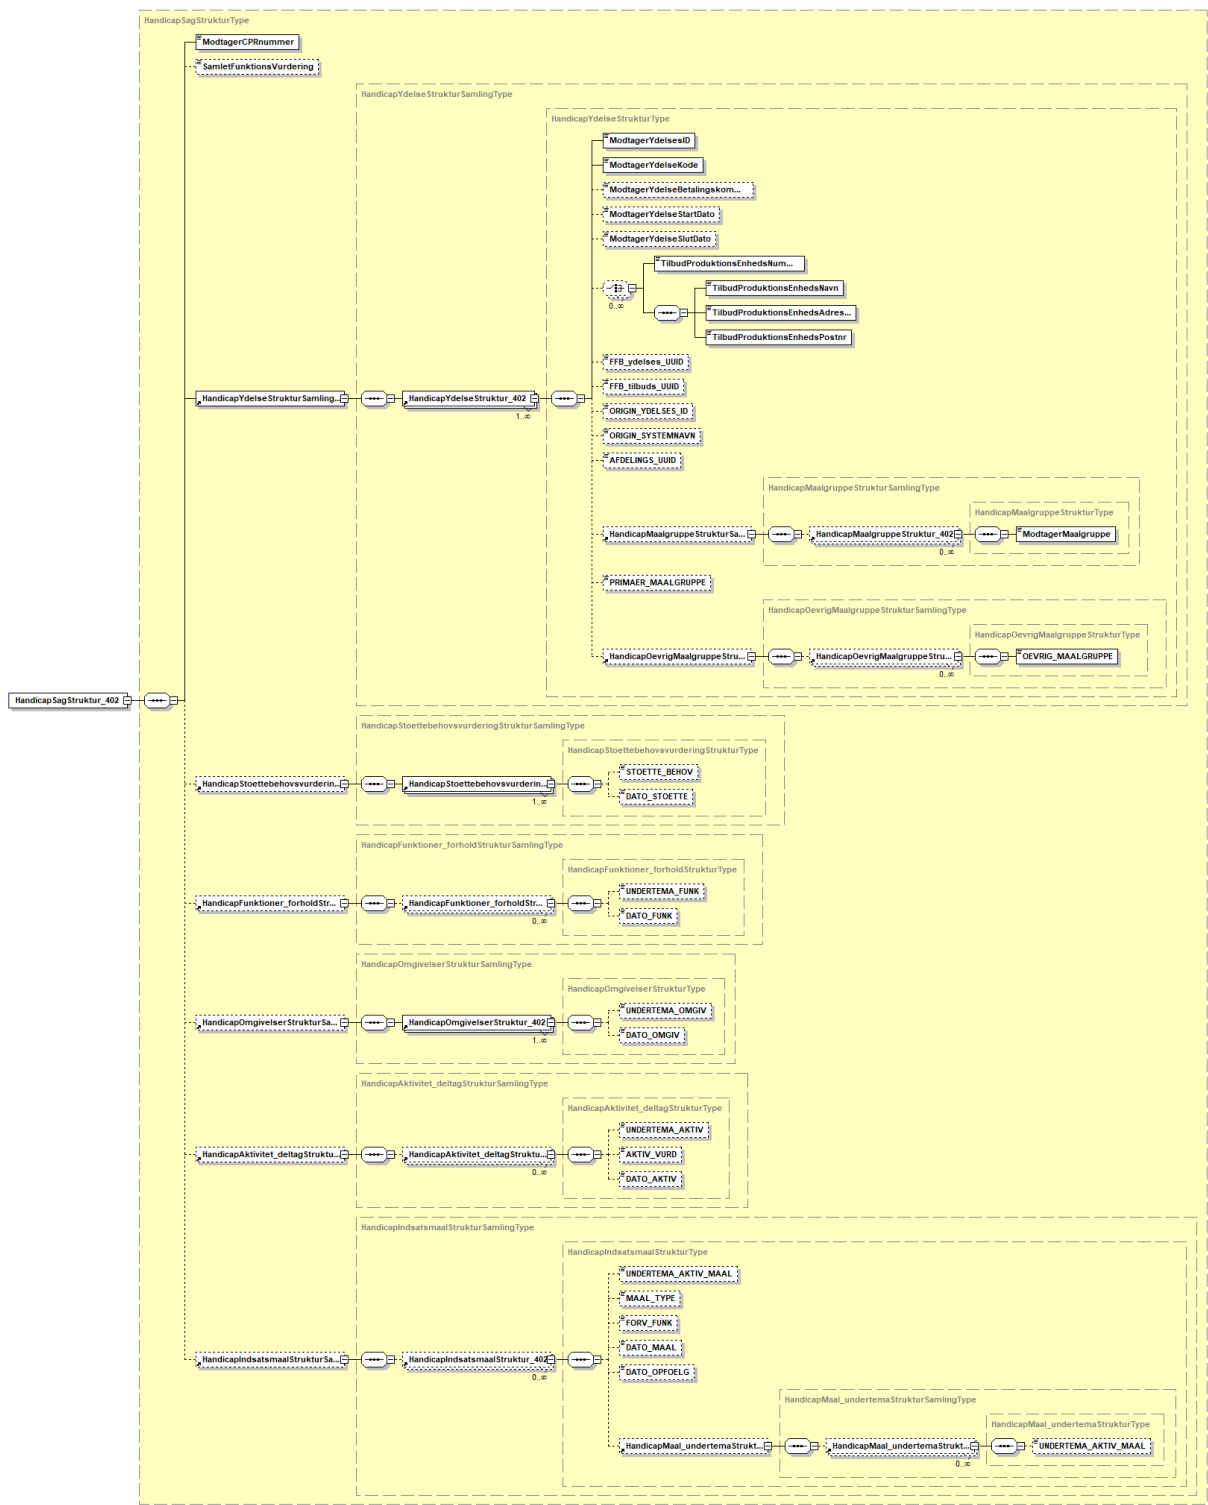 HandicapSagStrukturType
ModtagerCPRnummer
SamletFunktionsVurdering
HandicapYdelseStrukturSamlingType
HandicapYdelseStrukturType
ModtagerYdelsesID
ModtagerYdelseKode
ModtagerYdelseBetalingskom...
ModtagerYdelseStartDato
ModtagerYdelseSlutDato
TilbudProduktionsEnhedsNum...
0..∞
TilbudProduktionsEnhedsNavn
TilbudProduktionsEnhedsAdres...
TilbudProduktionsEnhedsPostnr
FFB_ydelses_UUID
FFB_tilbuds_UUID
HandicapYdelseStrukturSamling...
HandicapYdelseStruktur_402
1..∞
ORIGIN_YDELSES_ID
ORIGIN_SYSTEMNAVN
AFDELINGS_UUID
HandicapMaalgruppeStrukturSamlingType
HandicapMaalgruppeStrukturType
HandicapMaalgruppeStrukturSa...
HandicapMaalgruppeStruktur_402
0..∞
ModtagerMaalgruppe
PRIMAER_MAALGRUPPE
HandicapOevrigMaalgruppeStrukturSamlingType
HandicapOevrigMaalgruppeStrukturType
HandicapOevrigMaalgruppeStru...
HandicapOevrigMaalgruppeStru...
0..∞
OEVRIG_MAALGRUPPE
HandicapSagStruktur_402
HandicapStoettebehovsvurderingStrukturSamlingType
HandicapStoettebehovsvurderingStrukturType
STOETTE_BEHOV
HandicapStoettebehovsvurderin...
HandicapStoettebehovsvurderin...
1..∞
DATO_STOETTE
HandicapFunktioner_forholdStrukturSamlingType
HandicapFunktioner_forholdStrukturType
UNDERTEMA_FUNK
HandicapFunktioner_forholdStr...
HandicapFunktioner_forholdStr...
0..∞
DATO_FUNK
HandicapOmgivelserStrukturSamlingType
HandicapOmgivelserStrukturType
UNDERTEMA_OMGIV
HandicapOmgivelserStrukturSa...
HandicapOmgivelserStruktur_402
1..∞
DATO_OMGIV
HandicapAktivitet_deltagStrukturSamlingType
HandicapAktivitet_deltagStrukturType
UNDERTEMA_AKTIV
HandicapAktivitet_deltagStruktu...
HandicapAktivitet_deltagStruktu...
0..∞
AKTIV_VURD
DATO_AKTIV
HandicapIndsatsmaalStrukturSamlingType
HandicapIndsatsmaalStrukturType
UNDERTEMA_AKTIV_MAAL
MAAL_TYPE
FORV_FUNK
DATO_MAAL
HandicapIndsatsmaalStrukturSa...
HandicapIndsatsmaalStruktur_402
0..∞
DATO_OPFOELG
HandicapMaal_undertemaStrukturSamlingType
HandicapMaal_undertemaStrukturType
HandicapMaal_undertemaStrukt...
HandicapMaal_undertemaStrukt...
0..∞
UNDERTEMA_AKTIV_MAAL